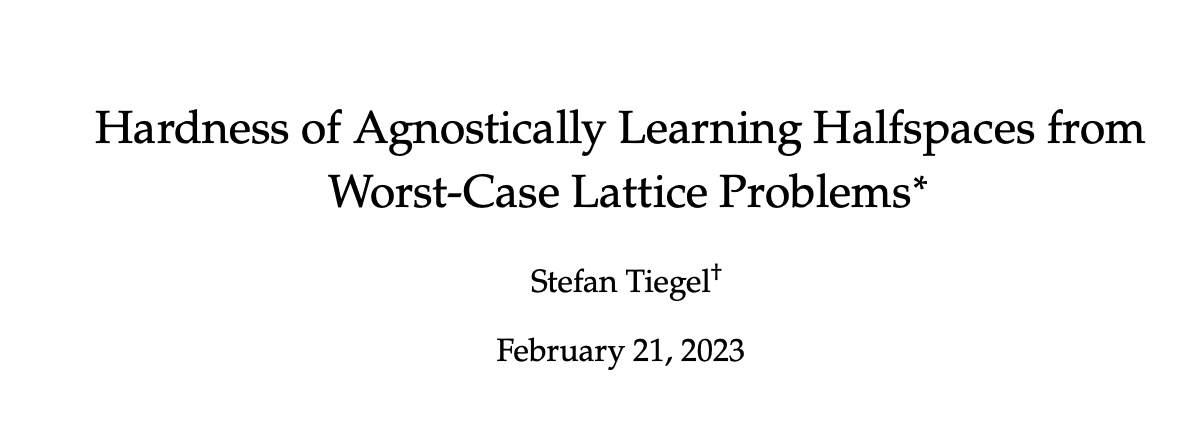 Hardness of Agnostically Learning Halfspaces from
Worst-Case Lattice Problems*
Stefan Tiegel†
February 21, 2023